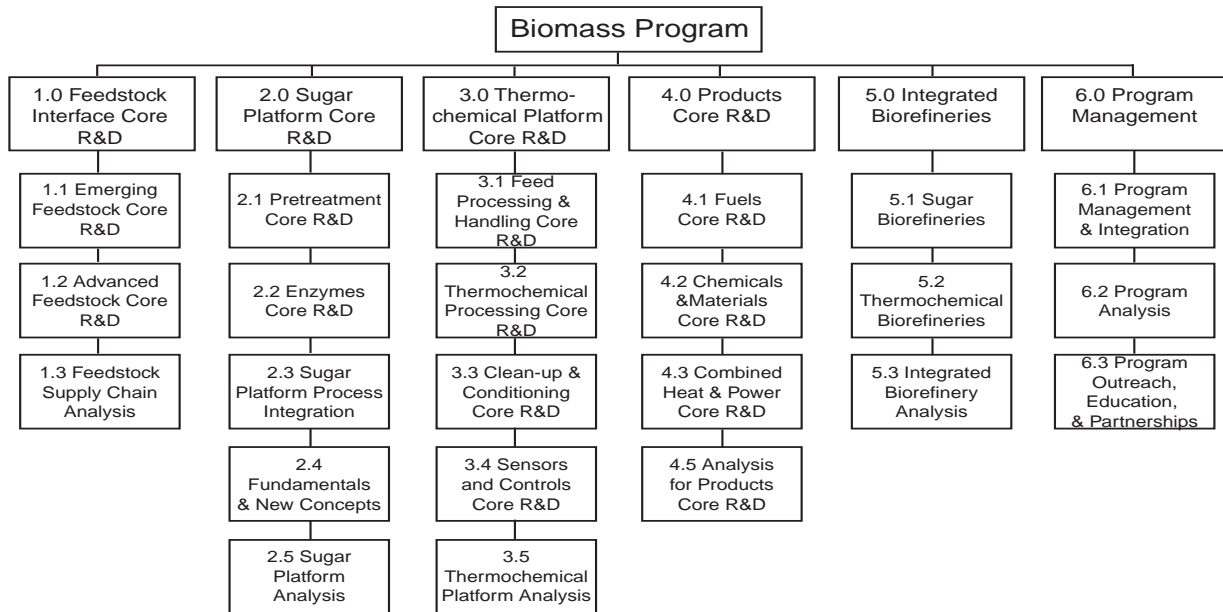 Biomass Program
1.0 Feedstock
Interface Core
R&D
2.0 Sugar
Platform Core
R&D
3.0 Thermo-
chemical Platform
Core R&D
4.0 Products
Core R&D
5.0 Integrated
Biorefineries
6.0 Program
Management
1.1 Emerging
Feedstock Core
R&D
2.1 Pretreatment
Core R&D
3.1 Feed
Processing &
Handling Core
R&D
4.1 Fuels
Core R&D
5.1 Sugar
Biorefineries
6.1 Program
Management
& Integration
1.2 Advanced
Feedstock Core
R&D
2.2 Enzymes
Core R&D
3.2
Thermochemical
Processing Core
R&D
4.2 Chemicals
&Materials
Core R&D
5.2
Thermochemical
Biorefineries
6.2 Program
Analysis
1.3 Feedstock
Supply Chain
Analysis
2.3 Sugar
Platform Process
Integration
3.3 Clean-up &
Conditioning
Core R&D
4.3 Combined
Heat & Power
Core R&D
5.3 Integrated
Biorefinery
Analysis
6.3 Program
Outreach,
Education,
& Partnerships
2.4
Fundamentals
& New Concepts
3.4 Sensors
and Controls
Core R&D
4.5 Analysis
for Products
Core R&D
2.5 Sugar
Platform
Analysis
3.5
Thermochemical
Platform Analysis